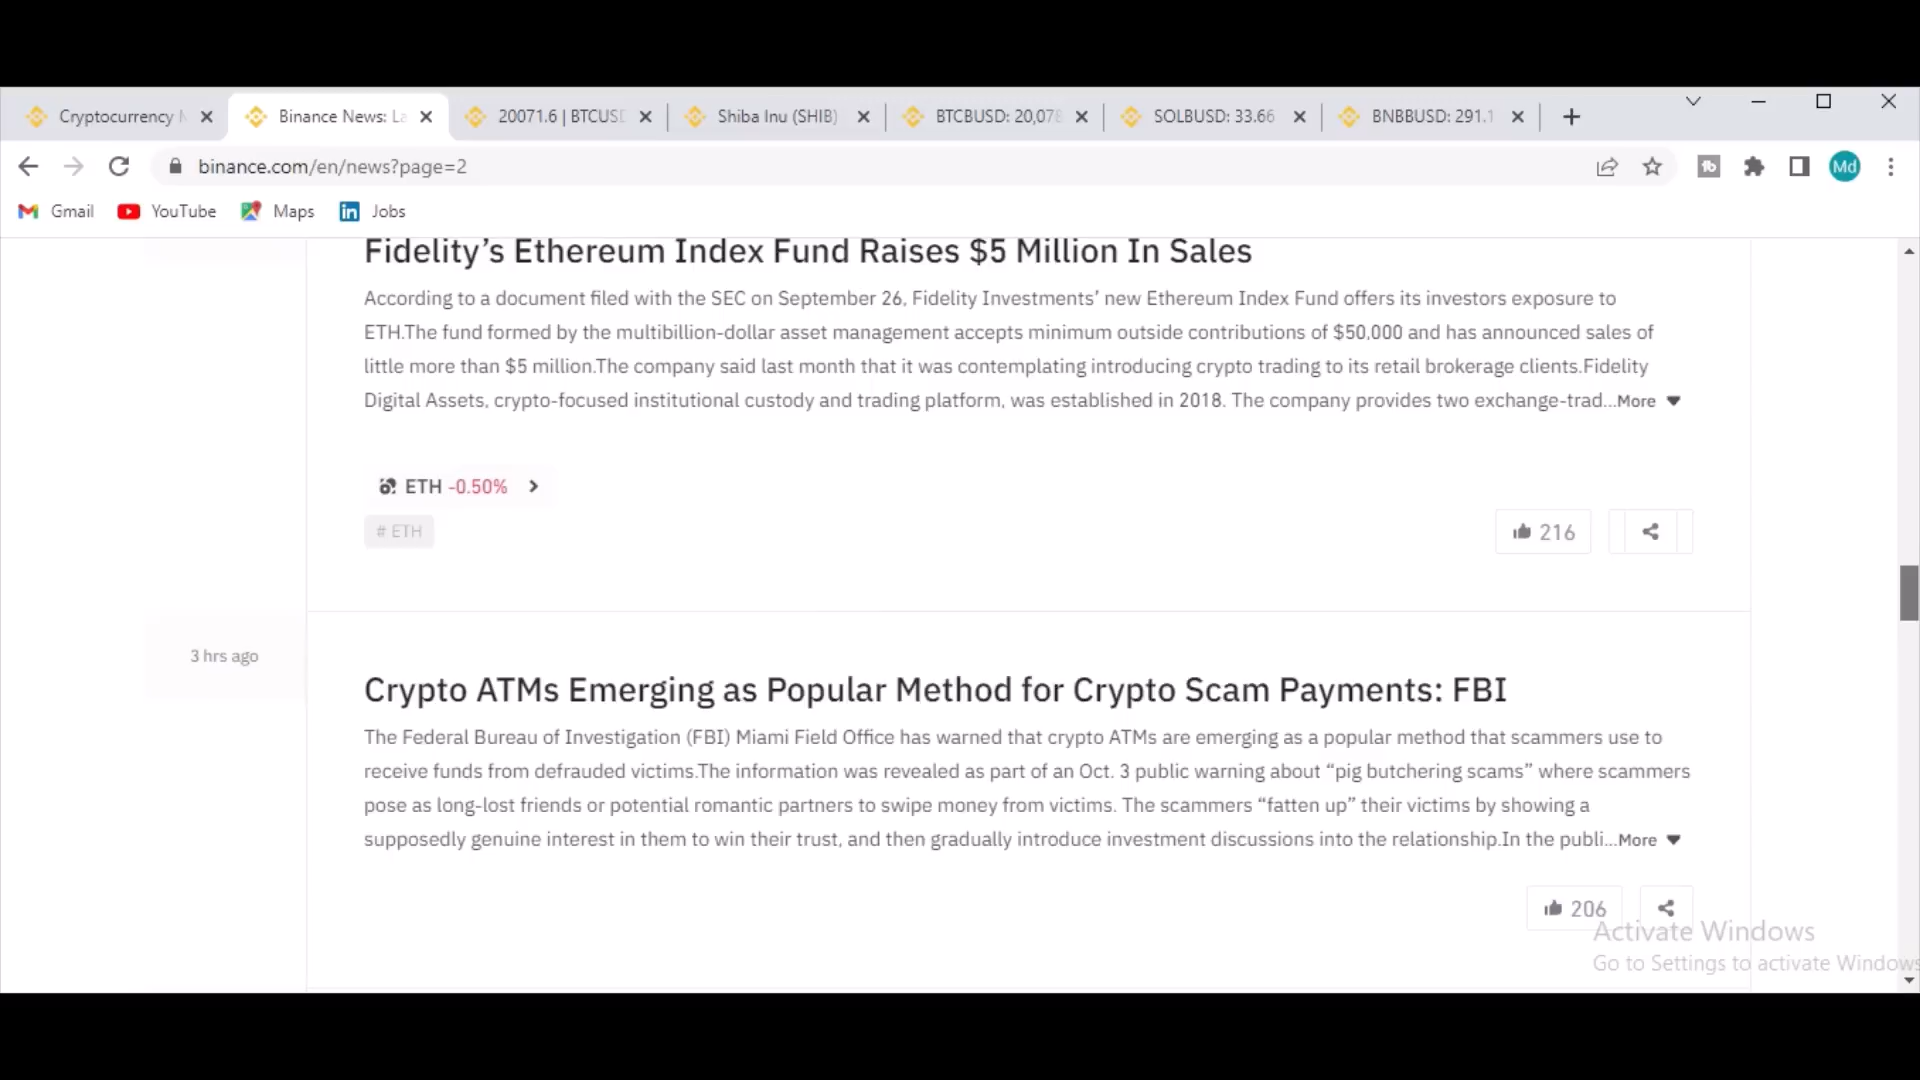 Cryptocurrency M
Binance News: La
20071.6 | BTCUSD
Shiba Inu (SHIB)
BTCBUSD: 20,078
SOLBUSD: 33.66
BNBBUSD: 291.1
binance.com/en/news?page=2
Md
Gmail
YouTube
Maps
Jobs
Fidelity’s Ethereum Index Fund Raises $5 Million In Sales
According to a document filed with the SEC on September 26, Fidelity Investments’ new Ethereum Index Fund offers its investors exposure to
ETH.The fund formed by the multibillion-dollar asset management accepts minimum outside contributions of $50,000 and has announced sales of
little more than $5 million.The company said last month that it was contemplating introducing crypto trading to its retail brokerage clients.Fidelity
Digital Assets, crypto-focused institutional custody and trading platform, was established in 2018. The company provides two exchange-trad...More
ETH -0.50%
# ETH
216
3 hrs ago
Crypto ATMs Emerging as Popular Method for Crypto Scam Payments: FBI
The Federal Bureau of Investigation (FBI) Miami Field Office has warned that crypto ATMs are emerging as a popular method that scammers use to
receive funds from defrauded victims.The information was revealed as part of an Oct. 3 public warning about “pig butchering scams” where scammers
pose as long-lost friends or potential romantic partners to swipe money from victims. The scammers “fatten up” their victims by showing a
supposedly genuine interest in them to win their trust, and then gradually introduce investment discussions into the relationship.In the publi...More
206
Activate Windows
Go to Settings to activate Windows